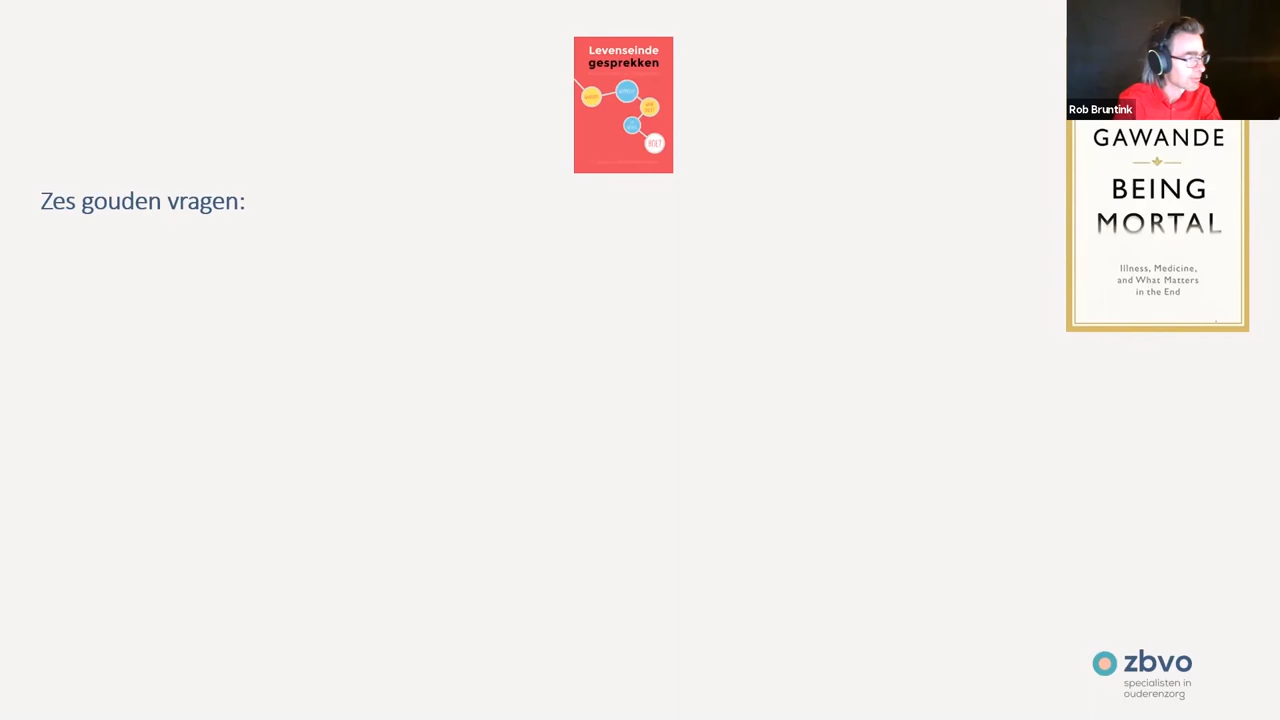 Levenseinde
gesprekken
HOE?
Rob Bruntink
GAWANDE
BEING
MORTAL
Illness, Medicine,
and What Matters
in the End
Zes gouden vragen:
zbvo
specialisten in
ouderenzorg